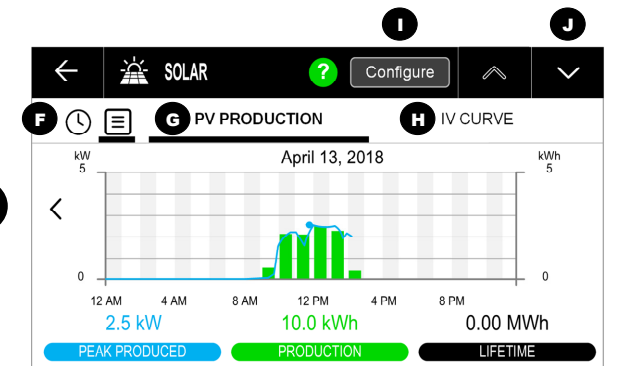 I
J
SOLAR
?
Configure
F
G
PV PRODUCTION
H
IV CURVE
kW
5
April 13, 2018
kWh
5
0
0
12 AM
4 AM
8 AM
12 PM
4 PM
8 PM
2.5 kW
10.0 kWh
0.00 MWh
PEAK PRODUCED
PRODUCTION
LIFETIME